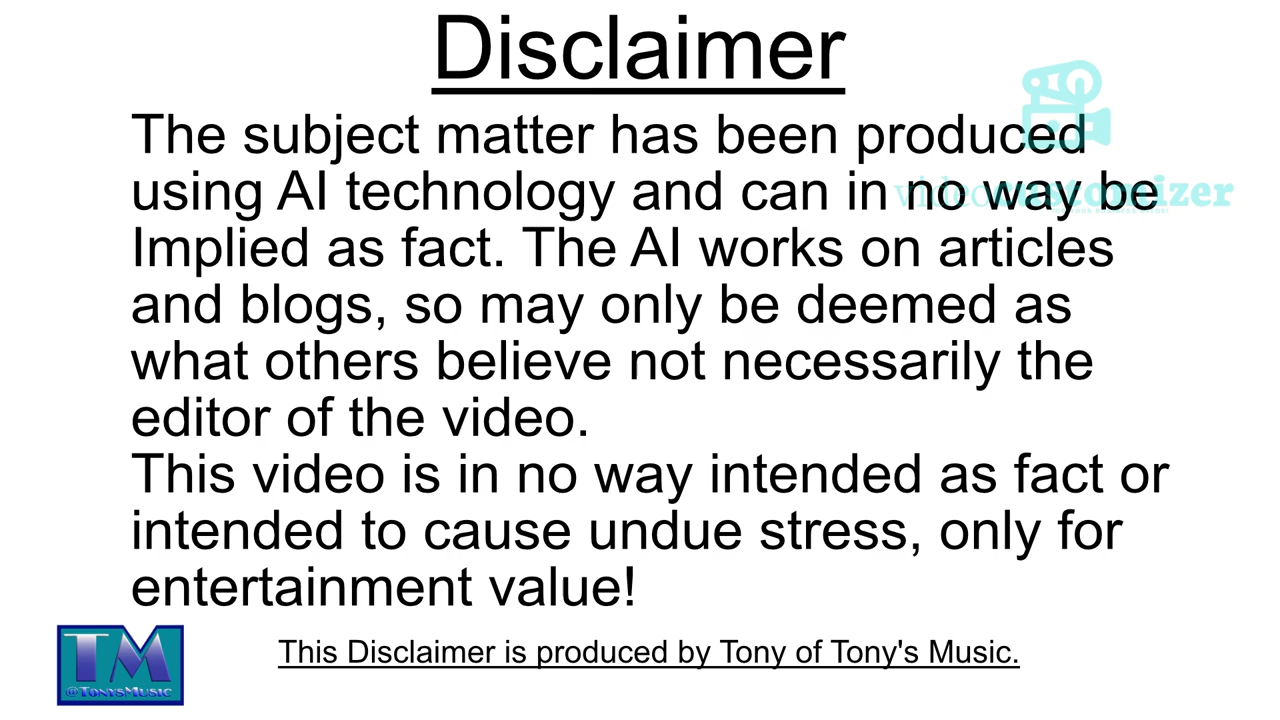 Disclaimer
The subject matter has been produced
using AI technology and can in no way be
Implied as fact. The AI works on articles
and blogs, so may only be deemed as
what others believe not necessarily the
editor of the video.
This video is in no way intended as fact or
intended to cause undue stress, only for
entertainment value!
This Disclaimer is produced by Tony of Tony's Music.
TM
@TonysMusic
videocustomizer